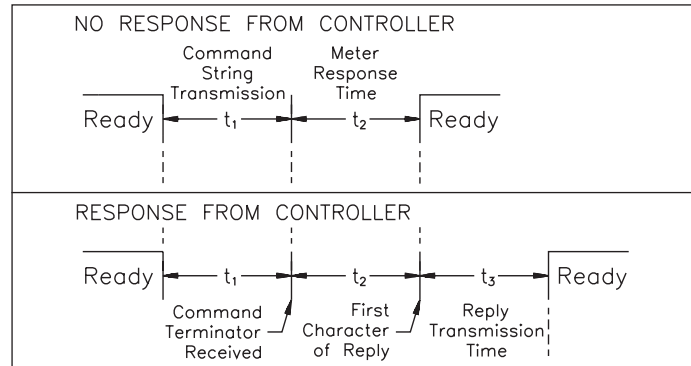 NO RESPONSE FROM CONTROLLER
Command
String
Transmission
Meter
Response
Time
Ready
t₁
t₂
Ready
RESPONSE FROM CONTROLLER
Ready
t₁
t₂
t₃
Ready
Command
Terminator
Received
First
Character
of Reply
Reply
Transmission
Time